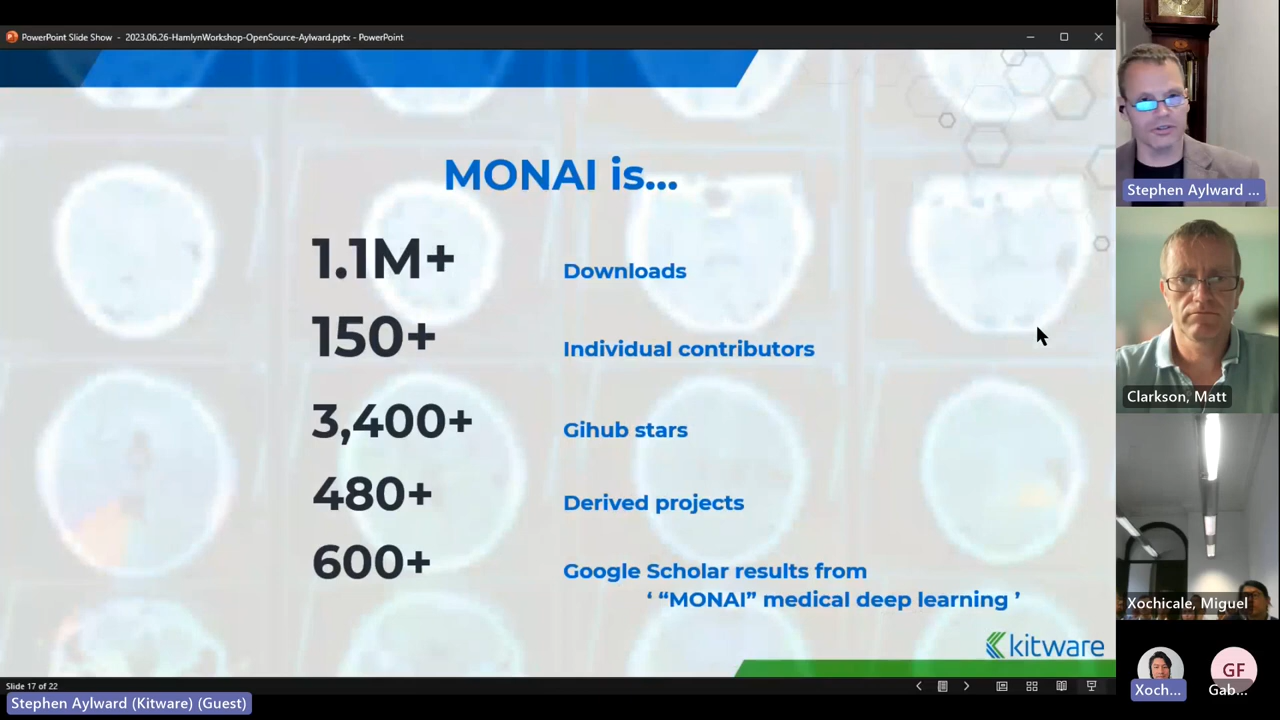 PowerPoint Slide Show - 2023.06.26-HamlynWorkshop-OpenSource-Aylward.pptx - PowerPoint
MONAI is...
1.1M+ Downloads
150+ Individual contributors
3,400+ Gihub stars
480+ Derived projects
600+ Google Scholar results from
‘ “MONAI” medical deep learning ’
kitware
Slide 17 of 22
Stephen Aylward (Kitware) (Guest)
Stephen Aylward ...
Clarkson, Matt
Xochicale, Miguel
Xoch...
GF
Gab...